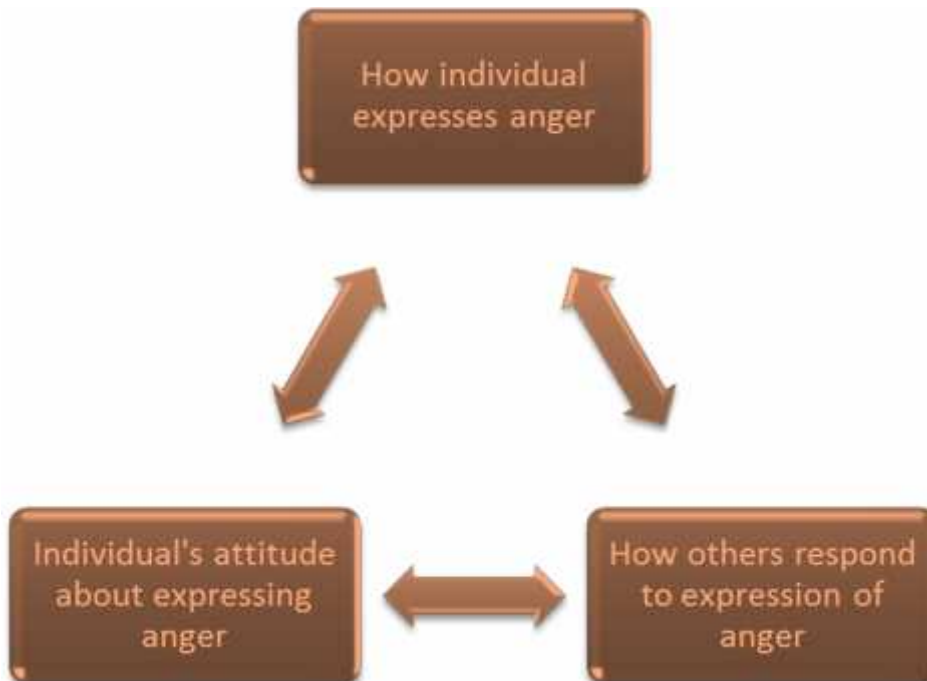 How individual
expresses anger
Individual's attitude
about expressing
anger
How others respond
to expression of
anger